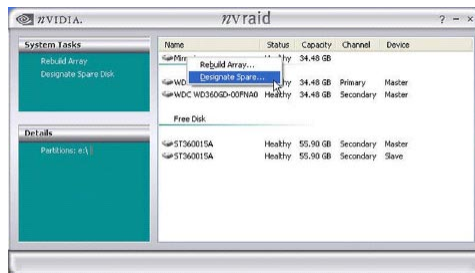 nVIDIA.
nvraid
? - ×
System Tasks
Rebuild Array
Designate Spare Disk
Details
Partitions: e:\
Name Status Capacity Channel Device
34.48 GB
Rebuild Array...
Designate Spare...
WD 34.48 GB Primary Master
WDC WD360GD-00FNA0 Healthy 34.48 GB Secondary Master
Free Disk
ST360015A Healthy 55.90 GB Secondary Master
ST360015A Healthy 55.90 GB Secondary Slave